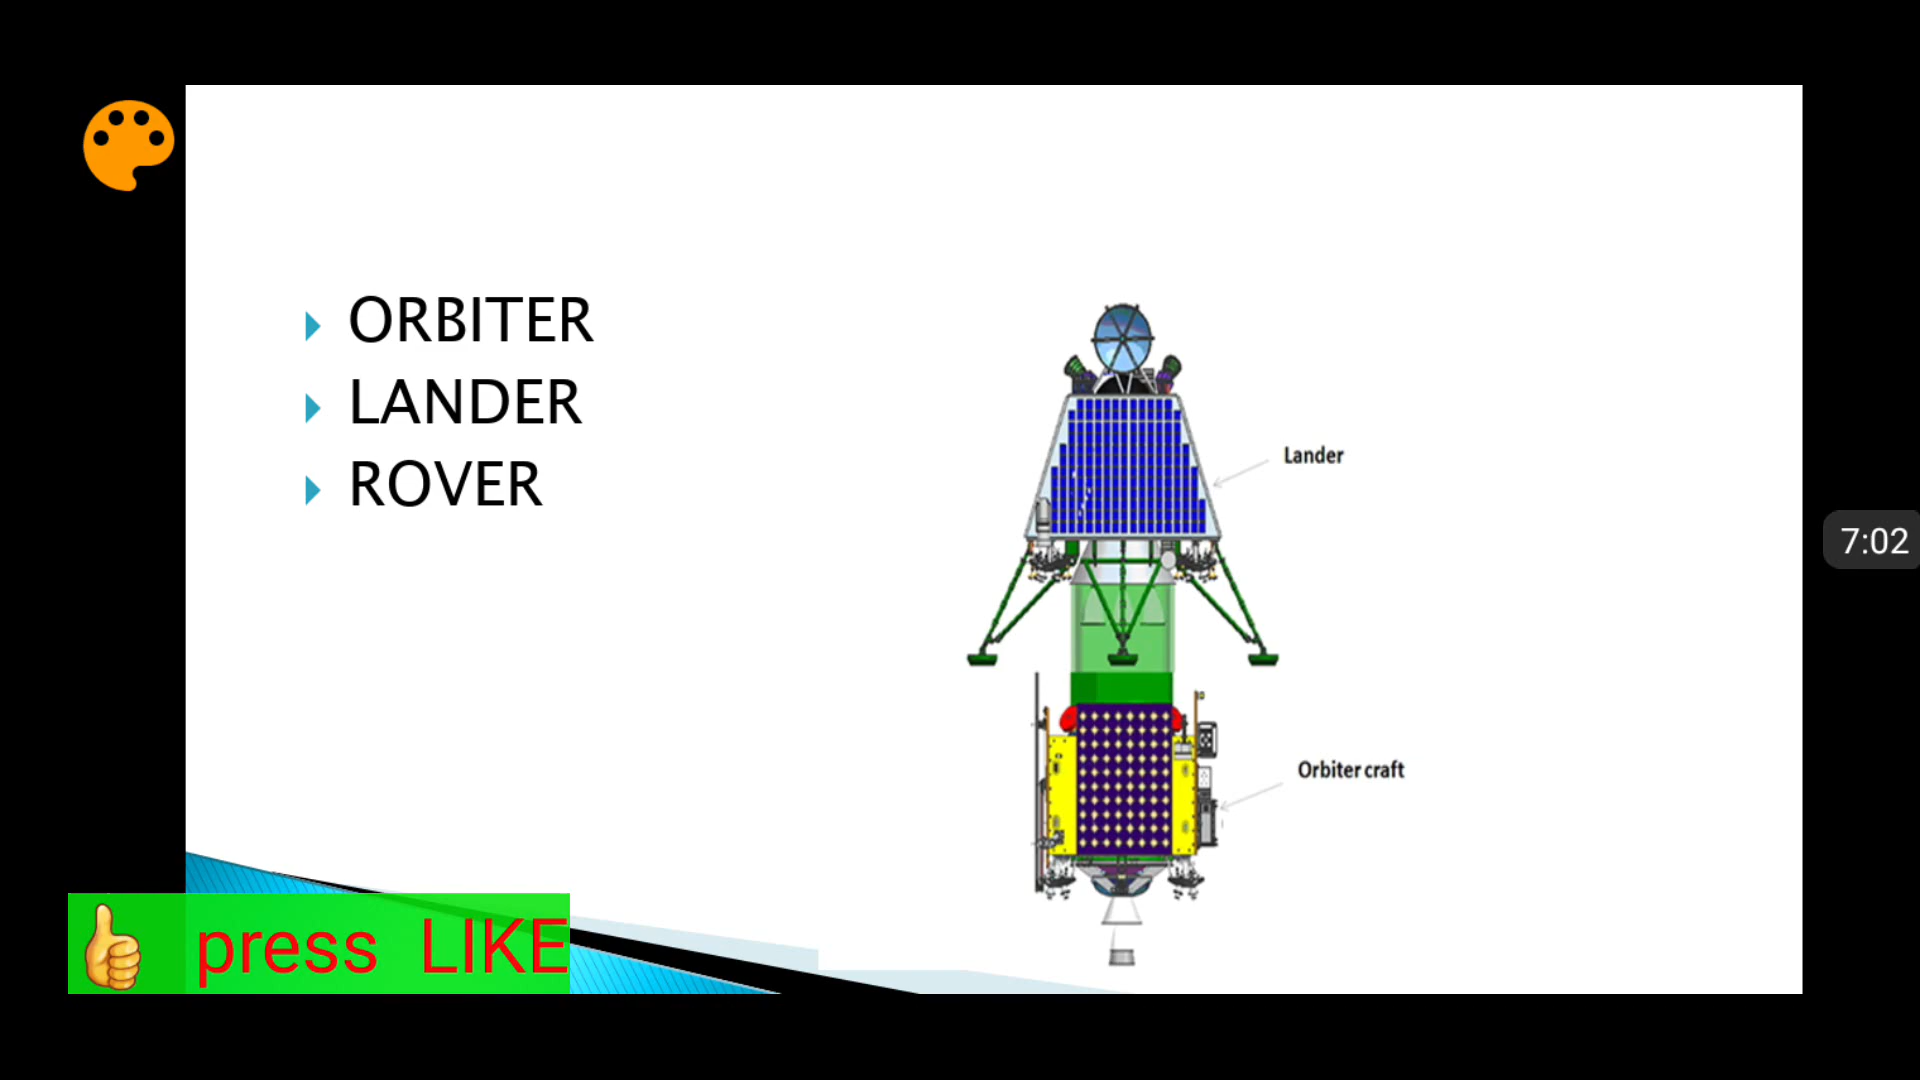 ORBITER
LANDER
ROVER
Lander
Orbiter craft
7:02
press LIKE